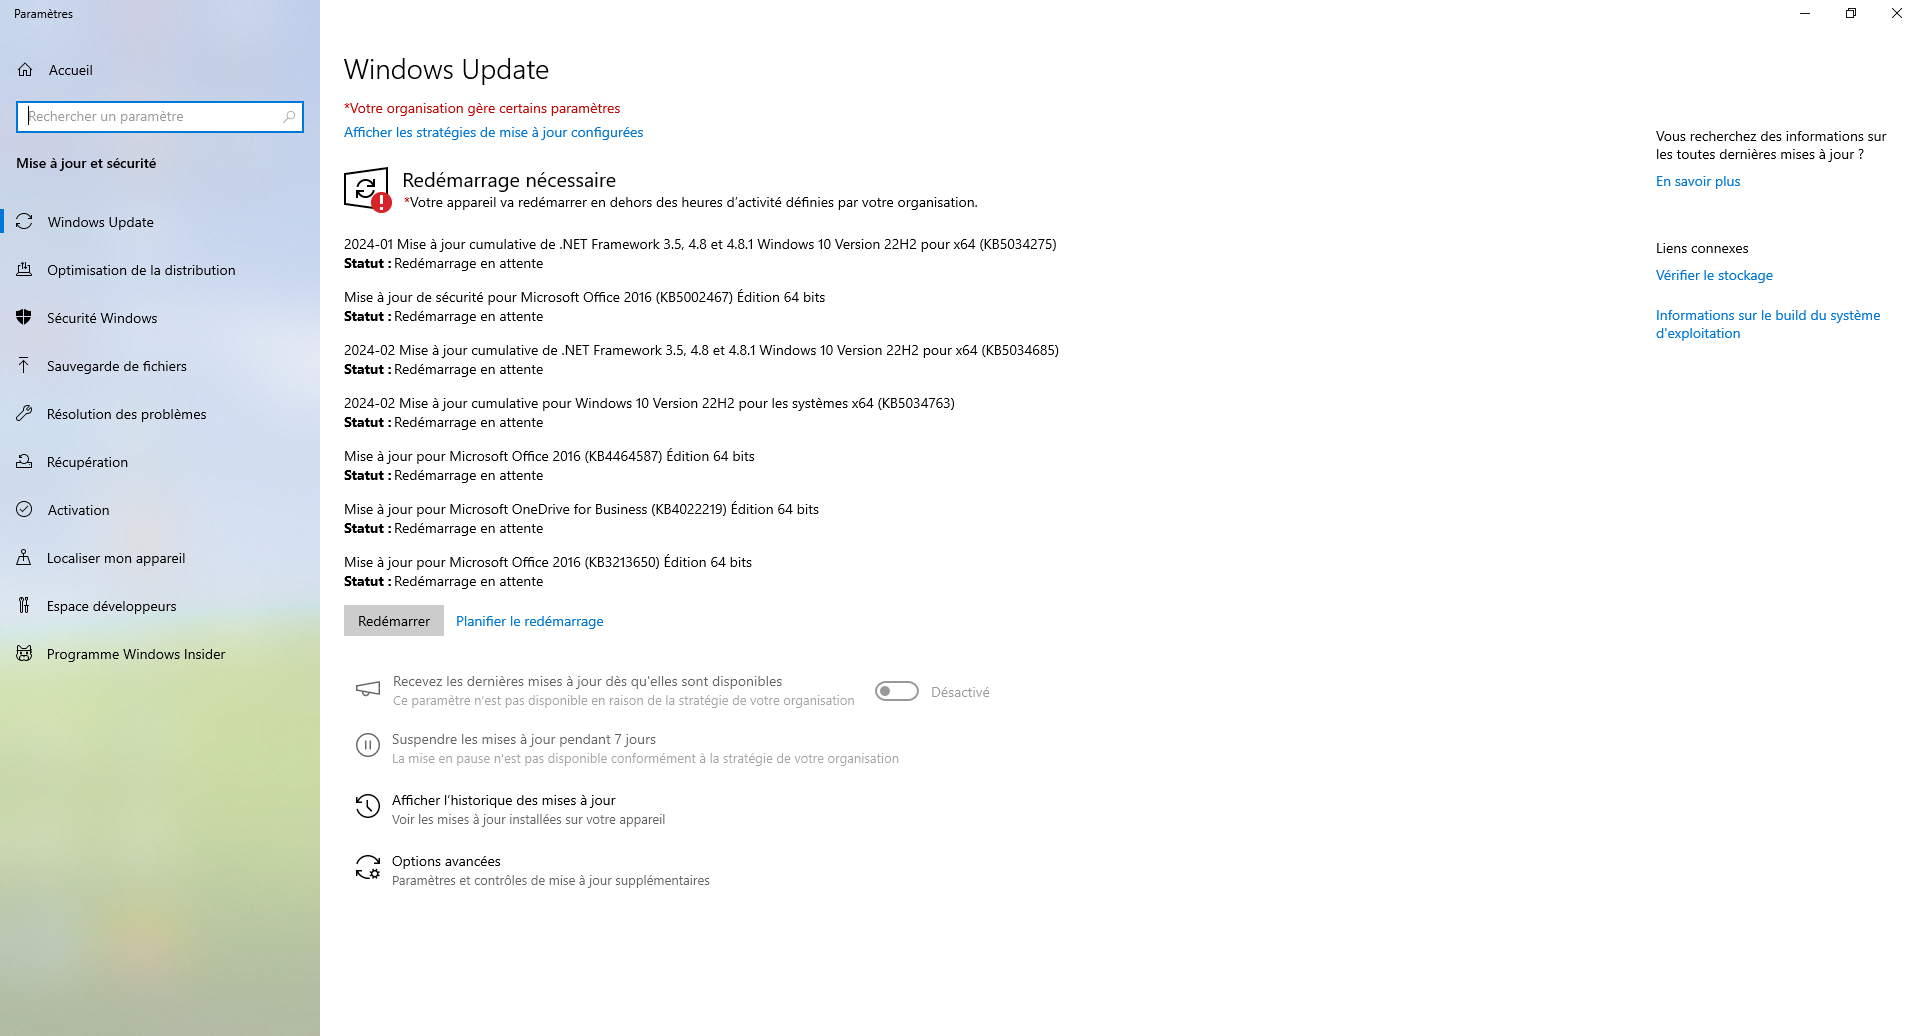 Paramètres
Accueil
Rechercher un paramètre
Mise à jour et sécurité
Windows Update
Optimisation de la distribution
Sécurité Windows
Sauvegarde de fichiers
Résolution des problèmes
Récupération
Activation
Localiser mon appareil
Espace développeurs
Programme Windows Insider
Windows Update
*Votre organisation gère certains paramètres
Afficher les stratégies de mise à jour configurées
Redémarrage nécessaire
*Votre appareil va redémarrer en dehors des heures d’activité définies par votre organisation.
2024-01 Mise à jour cumulative de .NET Framework 3.5, 4.8 et 4.8.1 Windows 10 Version 22H2 pour x64 (KB5034275)
Statut : Redémarrage en attente
Mise à jour de sécurité pour Microsoft Office 2016 (KB5002467) Édition 64 bits
Statut : Redémarrage en attente
2024-02 Mise à jour cumulative de .NET Framework 3.5, 4.8 et 4.8.1 Windows 10 Version 22H2 pour x64 (KB5034685)
Statut : Redémarrage en attente
2024-02 Mise à jour cumulative pour Windows 10 Version 22H2 pour les systèmes x64 (KB5034763)
Statut : Redémarrage en attente
Mise à jour pour Microsoft Office 2016 (KB4464587) Édition 64 bits
Statut : Redémarrage en attente
Mise à jour pour Microsoft OneDrive for Business (KB4022219) Édition 64 bits
Statut : Redémarrage en attente
Mise à jour pour Microsoft Office 2016 (KB3213650) Édition 64 bits
Statut : Redémarrage en attente
Redémarrer Planifier le redémarrage
Recevez les dernières mises à jour dès qu'elles sont disponibles
Ce paramètre n’est pas disponible en raison de la stratégie de votre organisation
Désactivé
Suspendre les mises à jour pendant 7 jours
La mise en pause n'est pas disponible conformément à la stratégie de votre organisation
Afficher l’historique des mises à jour
Voir les mises à jour installées sur votre appareil
Options avancées
Paramètres et contrôles de mise à jour supplémentaires
Vous recherchez des informations sur
les toutes dernières mises à jour ?
En savoir plus
Liens connexes
Vérifier le stockage
Informations sur le build du système
d'exploitation